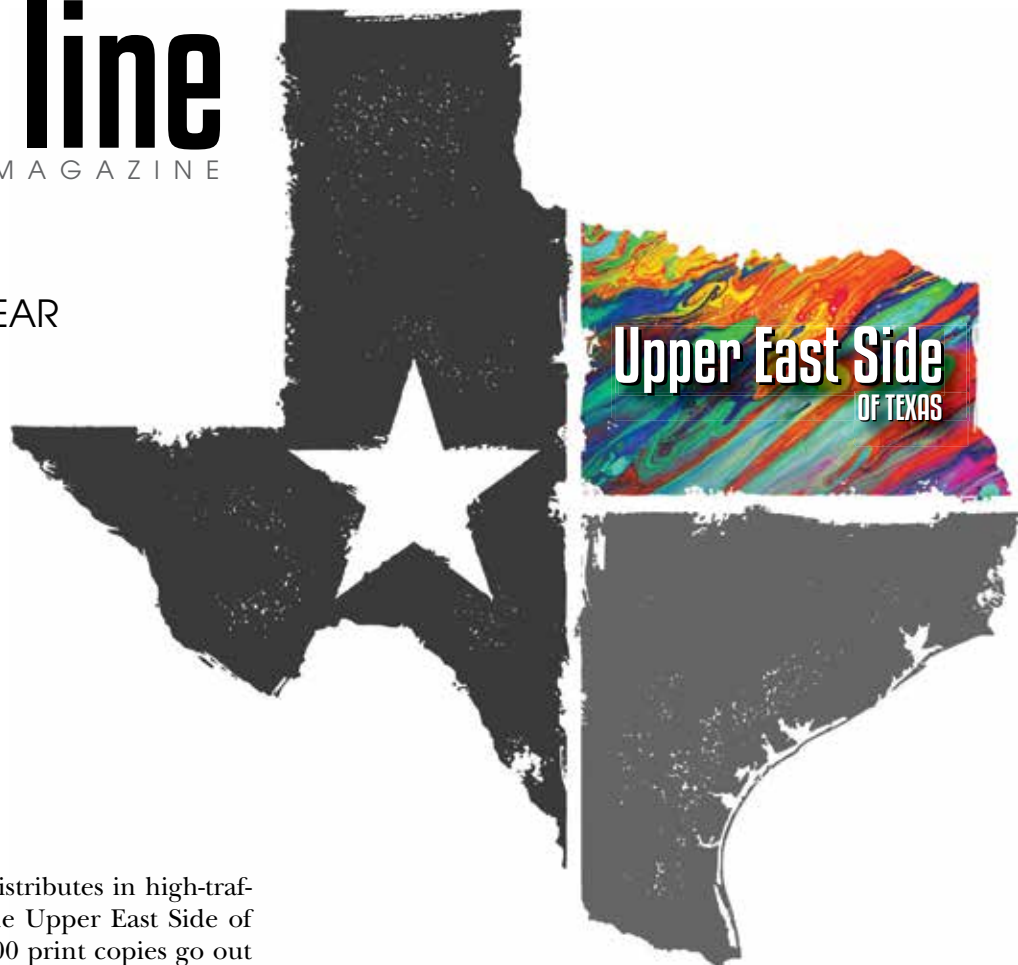 line
MAGAZINE
EAR
Upper East Side
OF TEXAS
istributes in high-traf-
e Upper East Side of
00 print copies go out